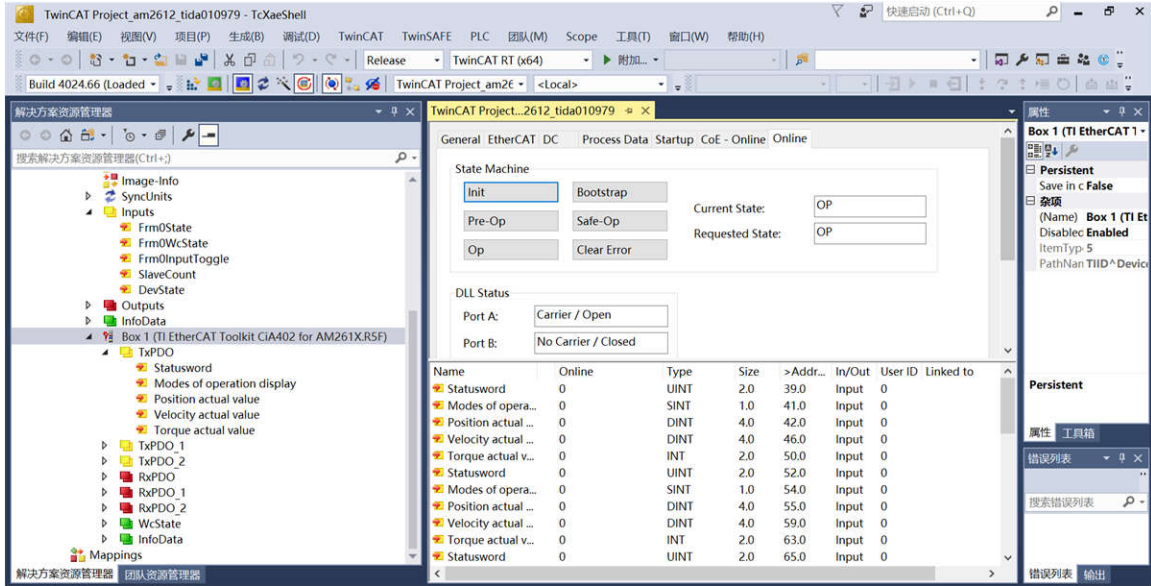 TwinCAT Project_am2612_tida010979 - TcXaeShell
快速启动 (Ctrl+Q)
文件(F) 编辑(E) 视图(V) 项目(P) 生成(B) 调试(D) TwinCAT TwinSAFE PLC 团队(M) Scope 工具(T) 窗口(W) 帮助(H)
Release TwinCAT RT (x64) 附加...
Build 4024.66 (Loaded TwinCAT Project_am26 <Local>
解决方案资源管理器
搜索解决方案资源管理器(Ctrl+;)
Image-Info
SyncUnits
Inputs
Frm0State
Frm0WcState
Frm0InputToggle
SlaveCount
DevState
Outputs
InfoData
Box 1 (TI EtherCAT Toolkit CiA402 for AM261X.R5F)
TxPDO
Statusword
Modes of operation display
Position actual value
Velocity actual value
Torque actual value
TxPDO_1
TxPDO_2
RxPDO
RxPDO_1
RxPDO_2
WcState
InfoData
Mappings
解决方案资源管理器 团队资源管理器
TwinCAT Project...2612_tida010979
General EtherCAT DC Process Data Startup CoE - Online Online
State Machine
Init Bootstrap
Pre-Op Safe-Op
Op Clear Error
Current State: OP
Requested State: OP
DLL Status
Port A: Carrier / Open
Port B: No Carrier / Closed
Name Online Type Size >Addr... In/Out User ID Linked to
Statusword 0 UINT 2.0 39.0 Input 0
Modes of opera... 0 SINT 1.0 41.0 Input 0
Position actual ... 0 DINT 4.0 42.0 Input 0
Velocity actual ... 0 DINT 4.0 46.0 Input 0
Torque actual v... 0 INT 2.0 50.0 Input 0
Statusword 0 UINT 2.0 52.0 Input 0
Modes of opera... 0 SINT 1.0 54.0 Input 0
Position actual ... 0 DINT 4.0 55.0 Input 0
Velocity actual ... 0 DINT 4.0 59.0 Input 0
Torque actual v... 0 INT 2.0 63.0 Input 0
Statusword 0 UINT 2.0 65.0 Input 0
属性
Box 1 (TI EtherCAT T
Persistent
Save in c False
杂项
(Name) Box 1 (TI Et
Disablec Enabled
ItemTyp 5
PathNan TIID^Device
Persistent
属性 工具箱
错误列表
搜索错误列表
错误列表 输出